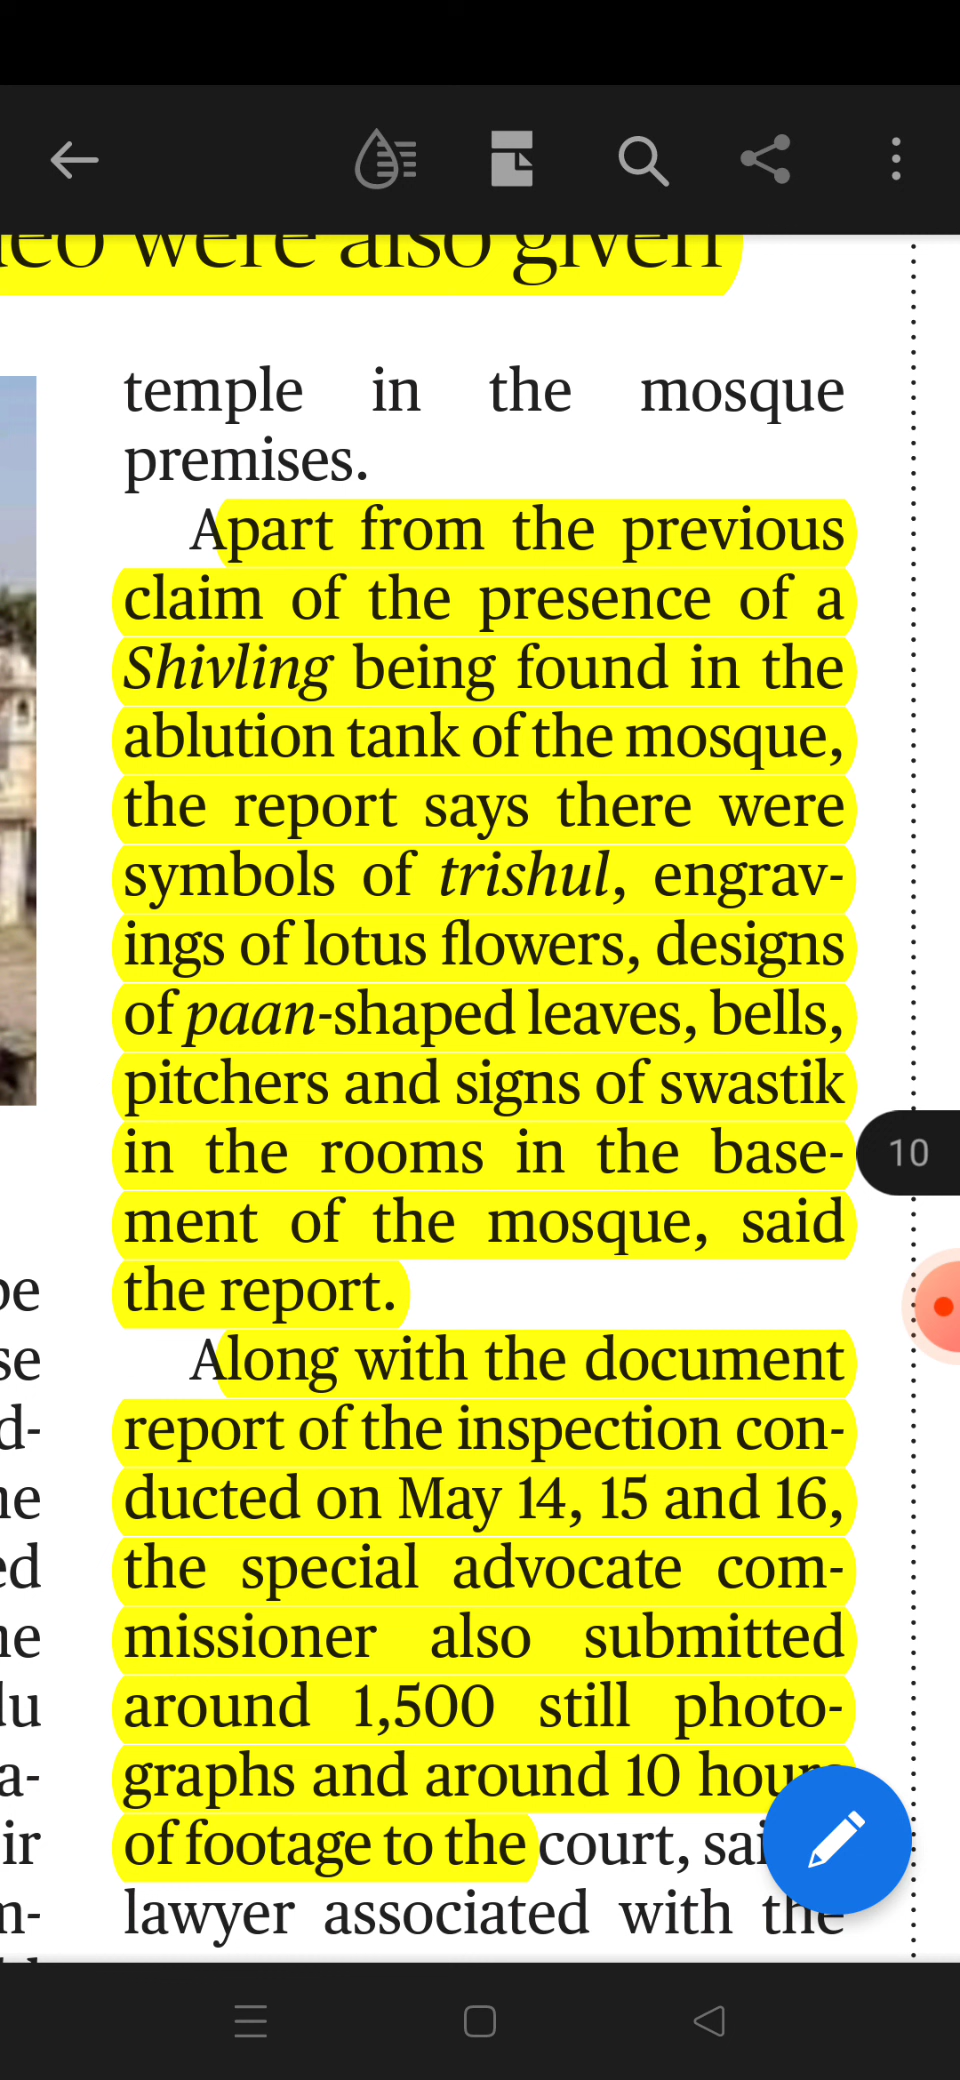 were also given
temple in the mosque
premises.
Apart from the previous
claim of the presence of a
Shivling being found in the
ablution tank of the mosque,
the report says there were
symbols of trishul, engrav-
ings of lotus flowers, designs
of paan-shaped leaves, bells,
pitchers and signs of swastik
in the rooms in the base-
ment of the mosque, said
the report.
Along with the document
report of the inspection con-
ducted on May 14, 15 and 16,
the special advocate com-
missioner also submitted
around 1,500 still photo-
graphs and around 10 hours
of footage to the court,
lawyer associated with the
10